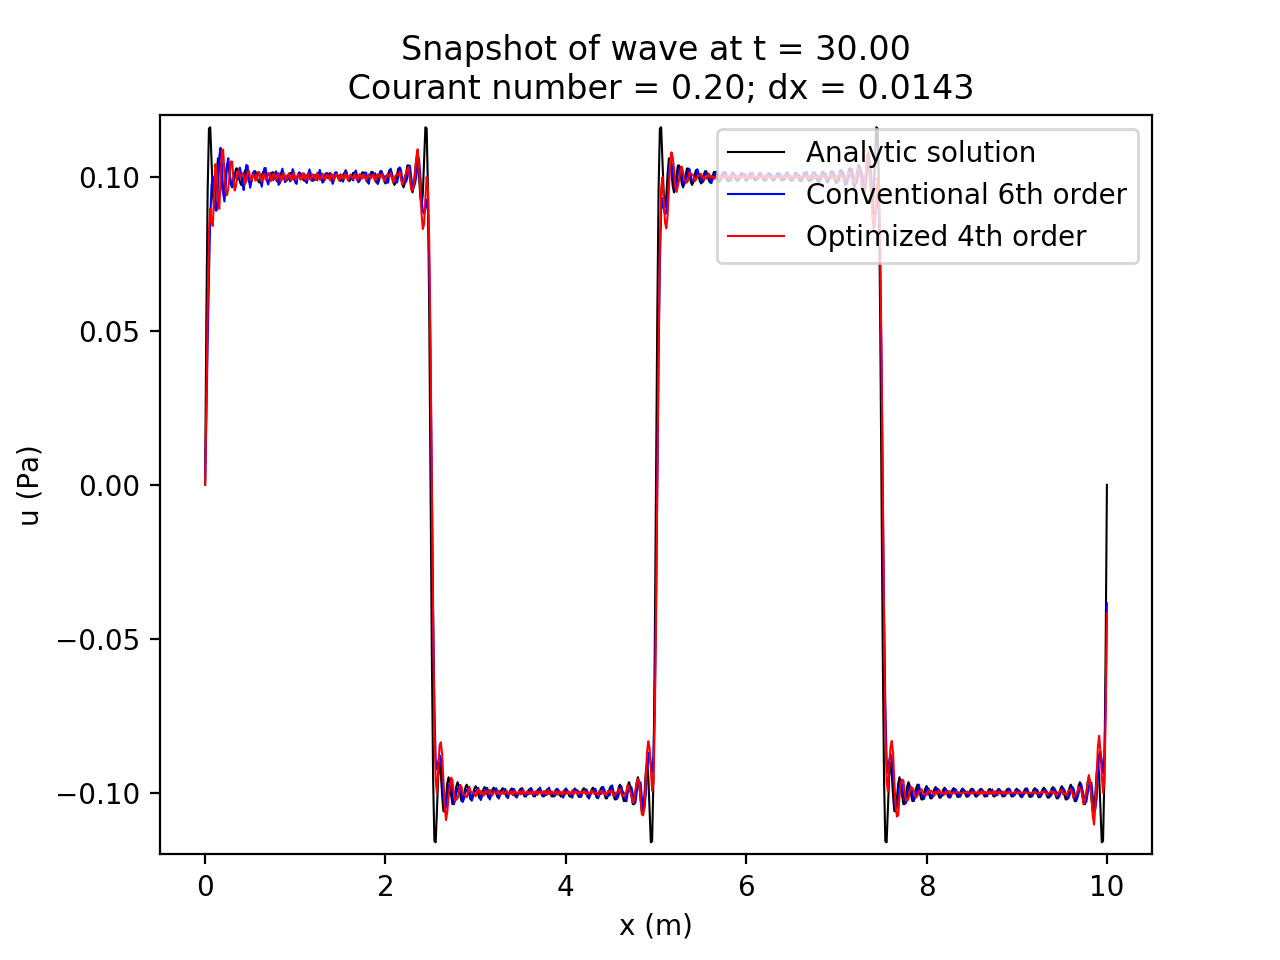 Snapshot of wave at t = 30.00
Courant number = 0.20; dx = 0.0143
Analytic solution
Conventional 6th order
Optimized 4th order
u (Pa)
0.10
0.05
0.00
−0.05
−0.10
0 2 4 6 8 10
x (m)